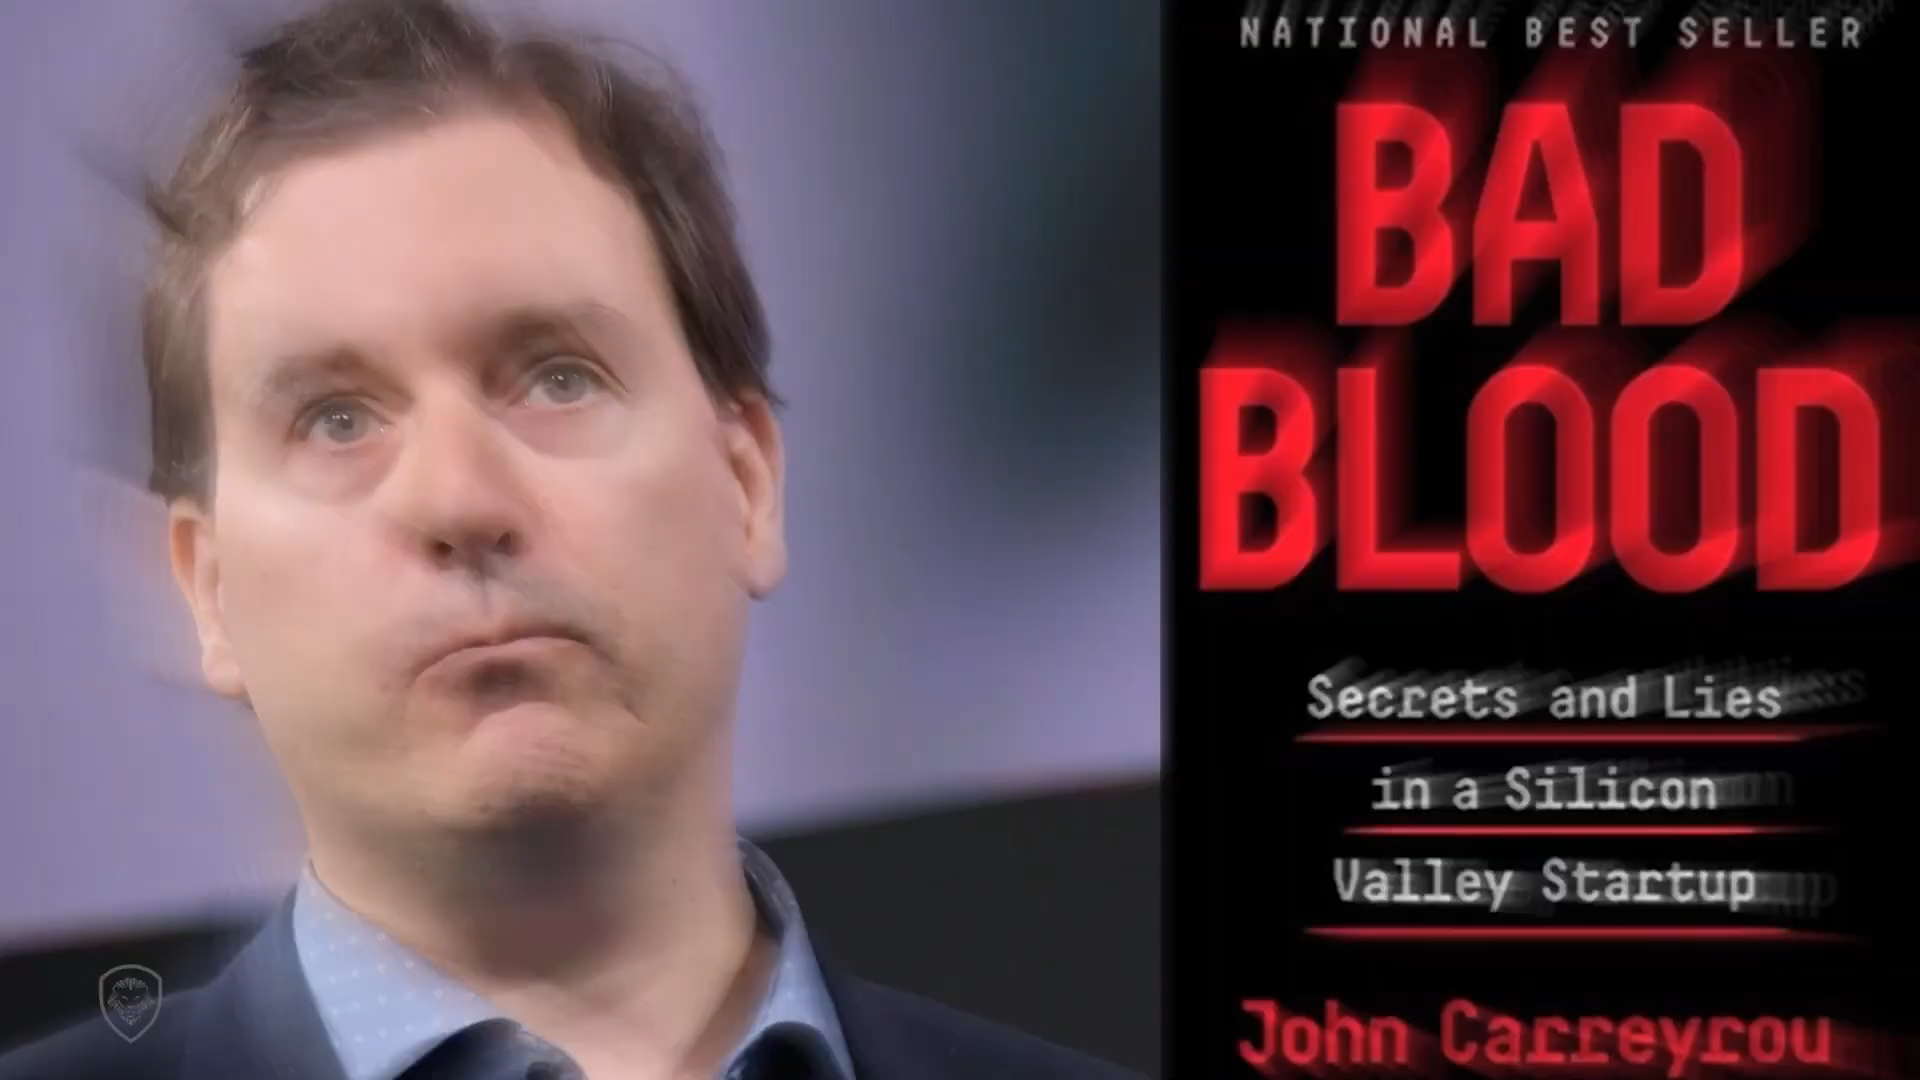 NATIONAL BEST SELLER
BAD
BLOOD
Secrets and Lies
in a Silicon
Valley Startup
John Carreyrou